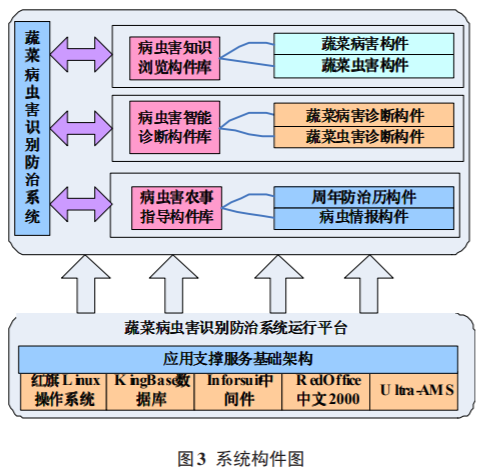 蔬菜病虫害识别防治系统
病虫害知识
浏览构件库
蔬菜病害构件
蔬菜虫害构件
病虫害智能
诊断构件库
蔬菜病害诊断构件
蔬菜虫害诊断构件
病虫害农事
指导构件库
周年防治历构件
病虫情报构件
蔬菜病虫害识别防治系统运行平台
应用支撑服务基础架构
红旗 Linux
操作系统
KingBase数
据库
Inforsuit中
间件
RedOffice
中文2000
Ultra-AMS
图3 系统构件图